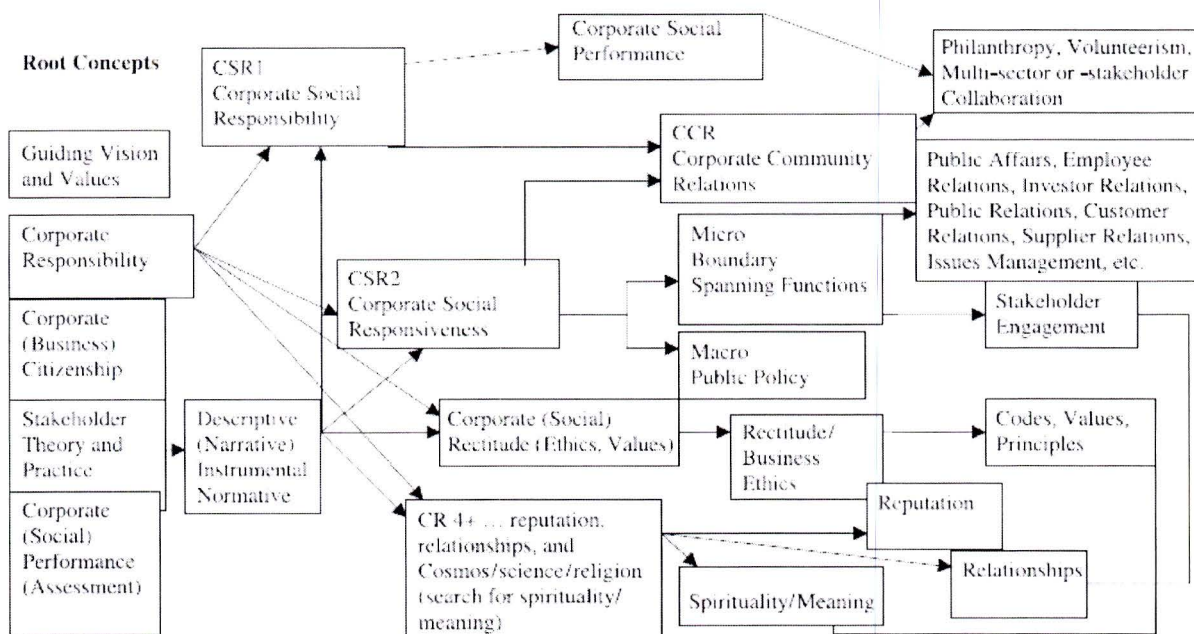 Root Concepts
Guiding Vision
and Values
Corporate
Responsibility
Corporate
(Business)
Citizenship
Stakeholder
Theory and
Practice
Corporate
(Social)
Performance
(Assessment)
Descriptive
(Narrative)
Instrumental
Normative
CSR1
Corporate Social
Responsibility
CSR2
Corporate Social
Responsiveness
Corporate (Social)
Rectitude (Ethics, Values)
CR 4+ ... reputation,
relationships, and
Cosmos/science/religion
(search for spirituality/
meaning)
Corporate Social
Performance
CCR
Corporate Community
Relations
Micro
Boundary
Spanning Functions
Macro
Public Policy
Rectitude/
Business
Ethics
Spirituality/Meaning
Philanthropy, Volunteerism,
Multi-sector or -stakeholder
Collaboration
Public Affairs, Employee
Relations, Investor Relations,
Public Relations, Customer
Relations, Supplier Relations,
Issues Management, etc.
Stakeholder
Engagement
Codes, Values,
Principles
Reputation
Relationships